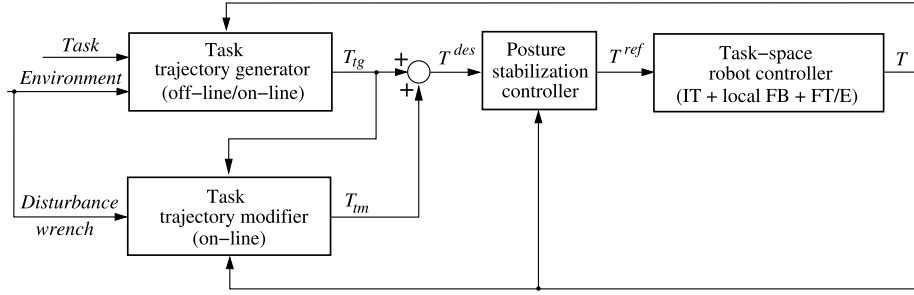 Task
Environment
Task
trajectory generator
(off−line/on−line)
T_tg
+
+
T^des
Posture
stabilization
controller
T^ref
Task−space
robot controller
(IT + local FB + FT/E)
T
Disturbance
wrench
Task
trajectory modifier
(on−line)
T_tm